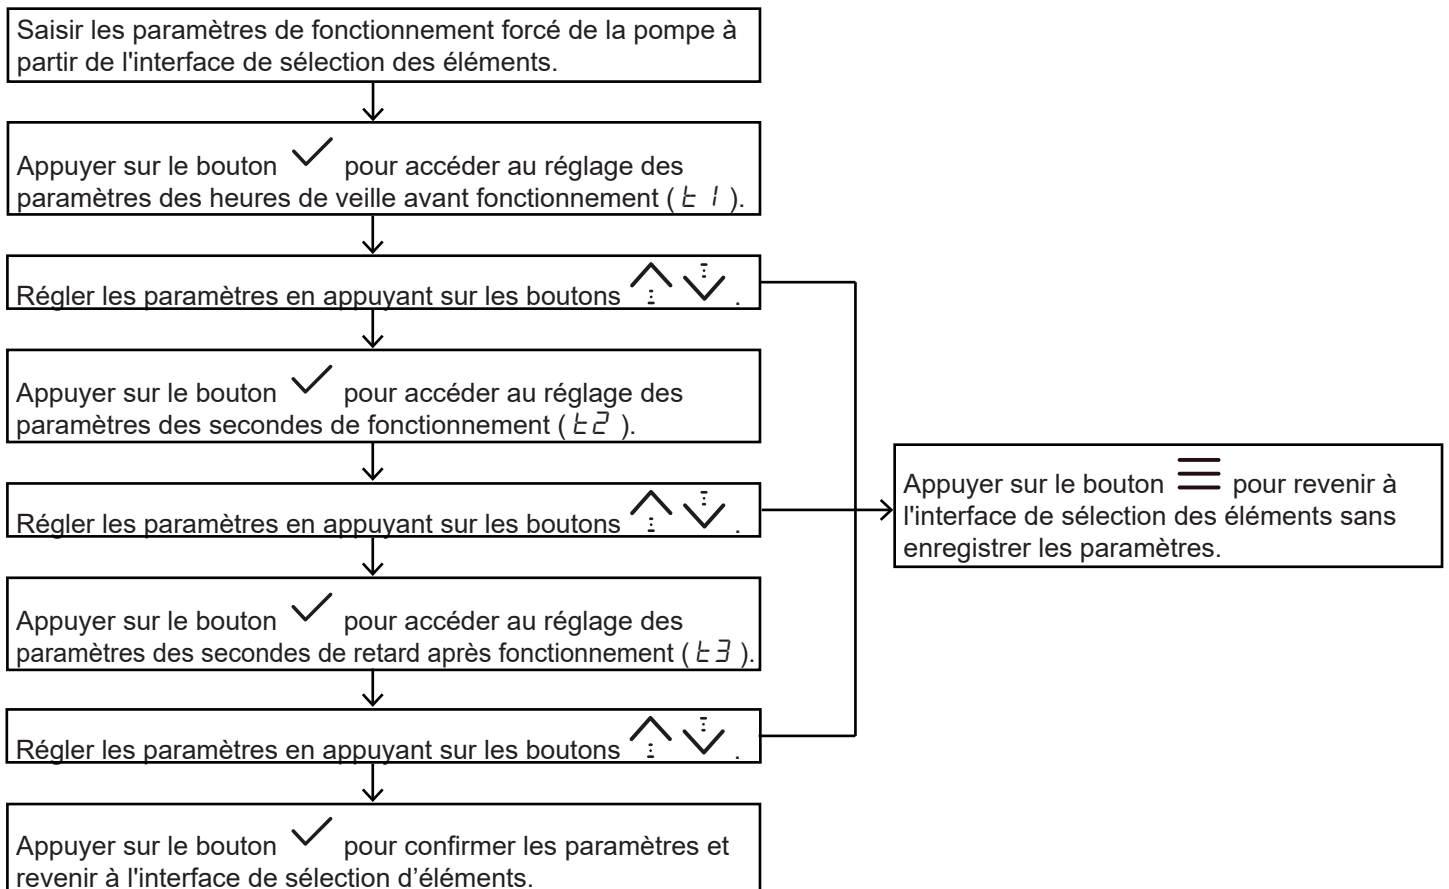 Saisir les paramètres de fonctionnement forcé de la pompe à
partir de l'interface de sélection des éléments.
Appuyer sur le bouton pour accéder au réglage des
paramètres des heures de veille avant fonctionnement ( t1 ).
Régler les paramètres en appuyant sur les boutons .
Appuyer sur le bouton pour accéder au réglage des
paramètres des secondes de fonctionnement ( t2 ).
Régler les paramètres en appuyant sur les boutons .
Appuyer sur le bouton pour accéder au réglage des
paramètres des secondes de retard après fonctionnement ( t3 ).
Régler les paramètres en appuyant sur les boutons .
Appuyer sur le bouton pour confirmer les paramètres et
revenir à l'interface de sélection d’éléments.
Appuyer sur le bouton pour revenir à
l'interface de sélection des éléments sans
enregistrer les paramètres.